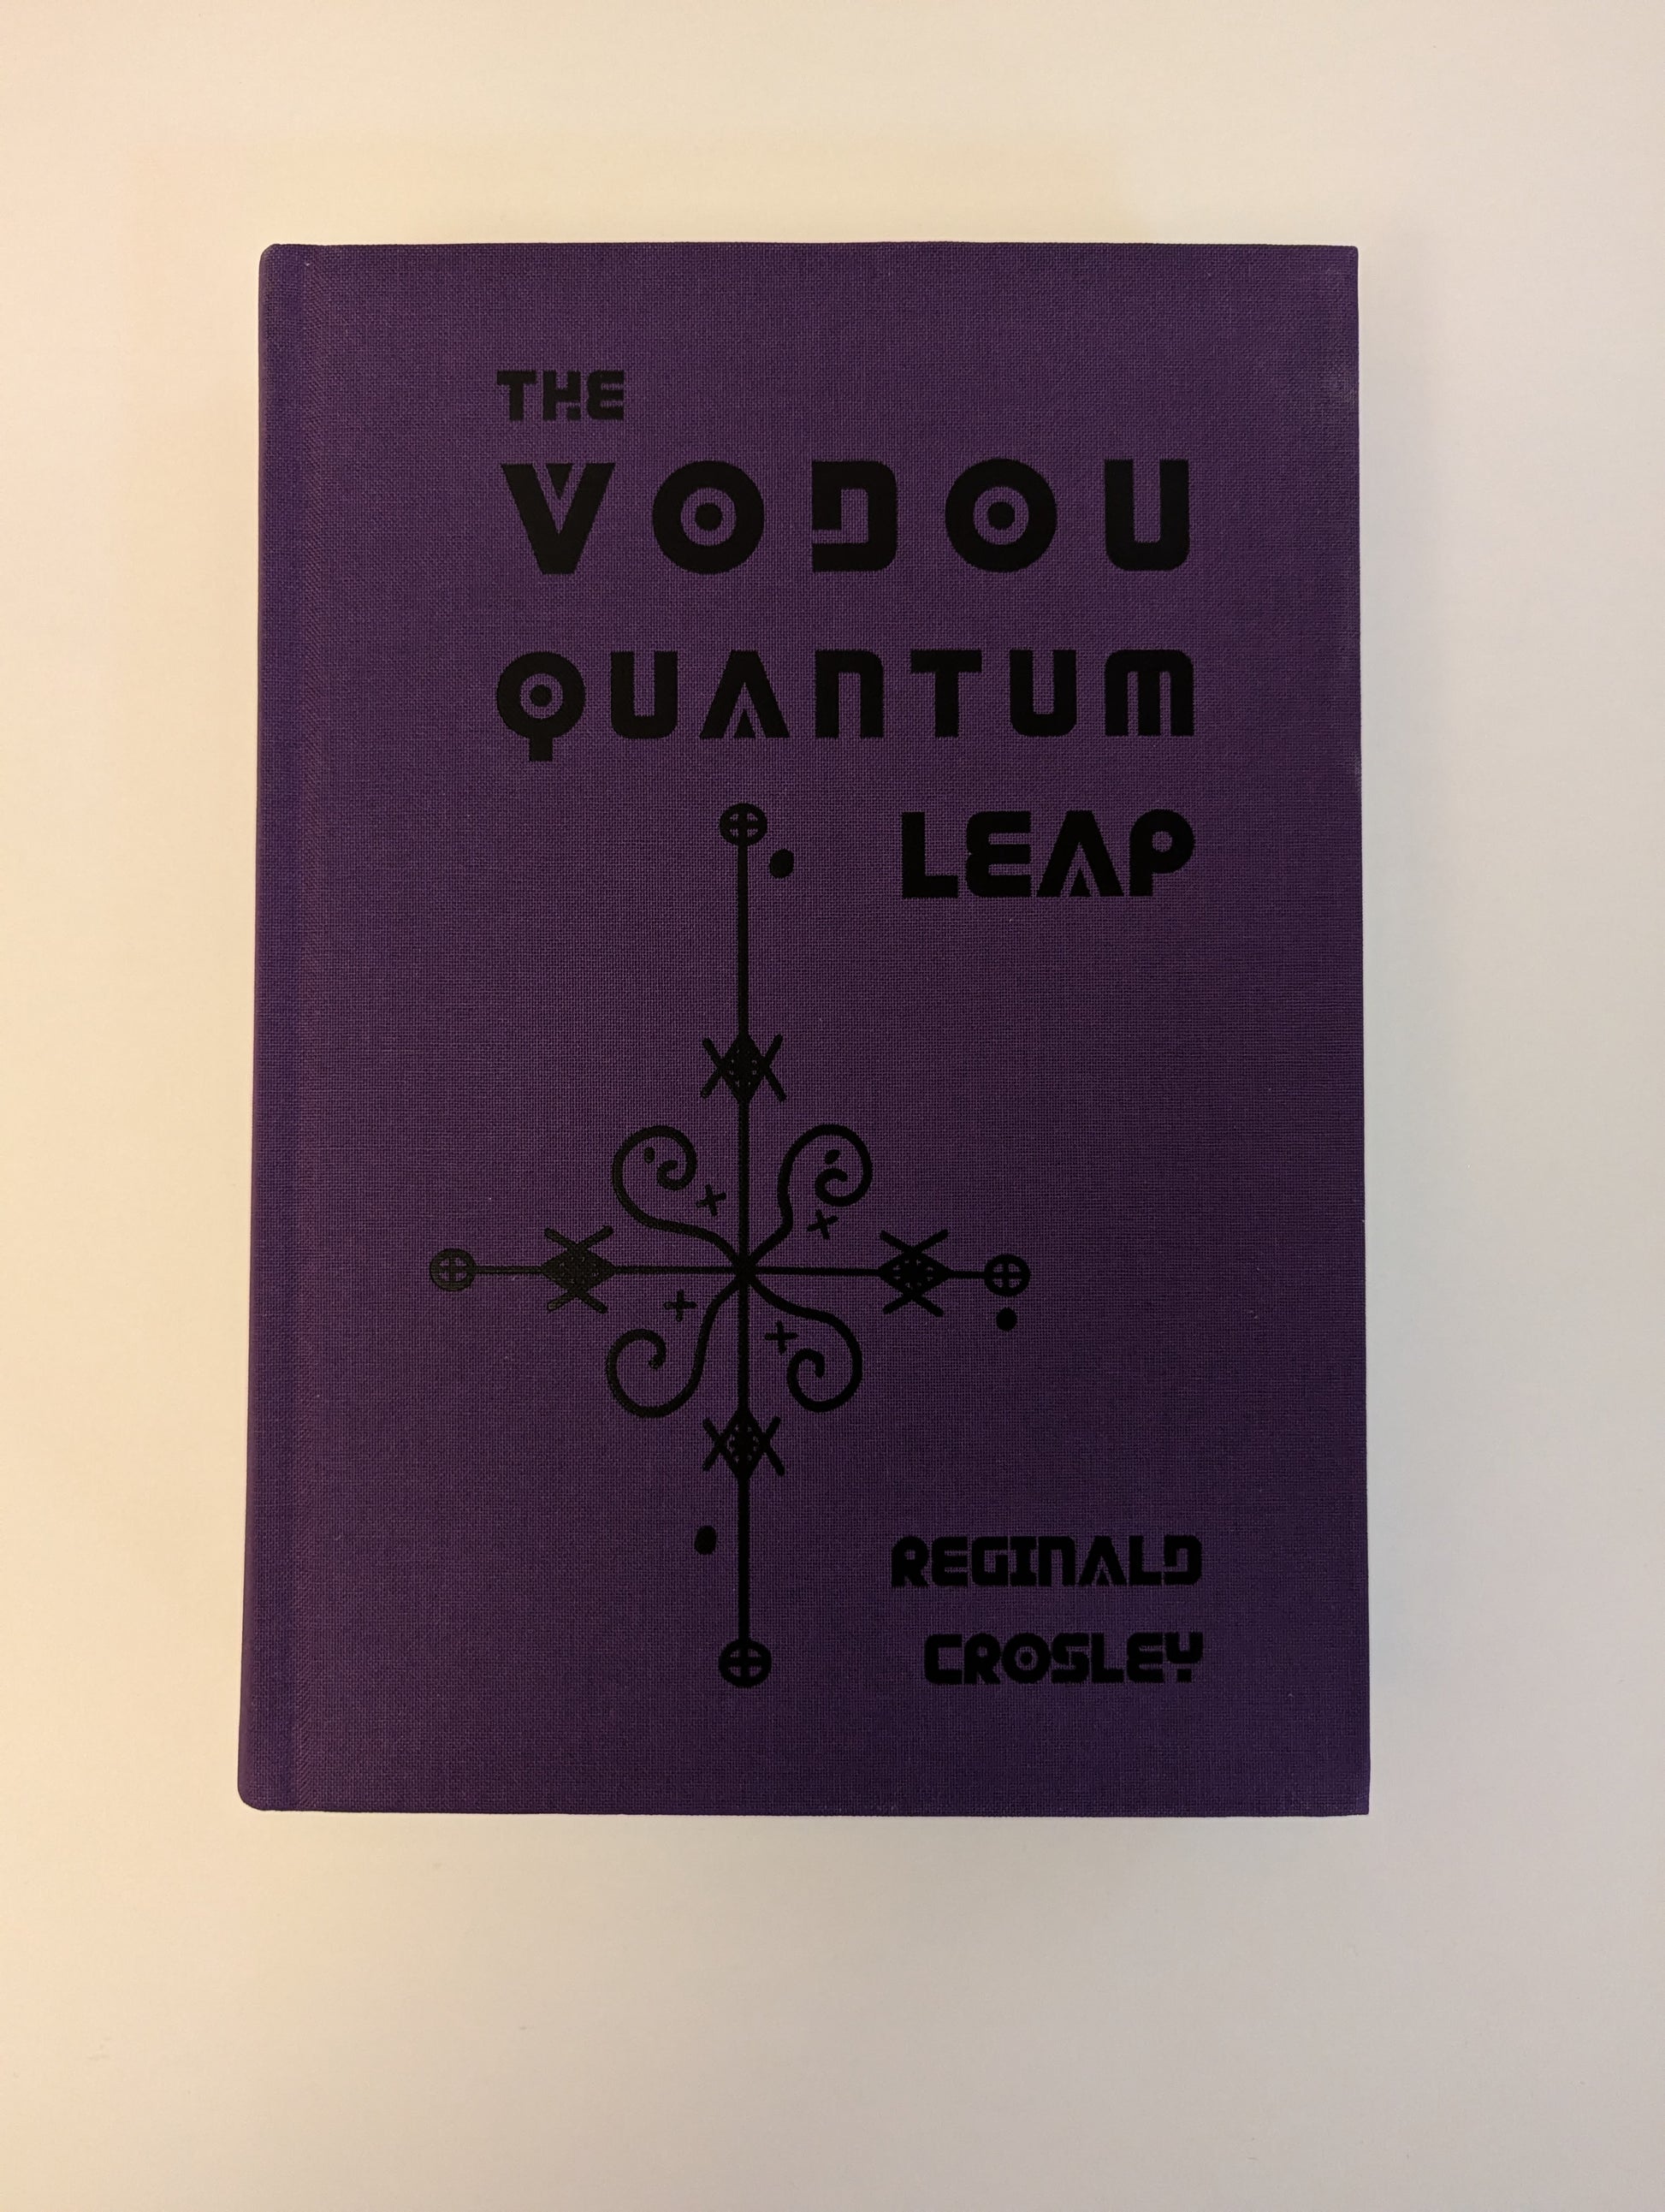 THE
VODOU
QUANTUM
LEAP
REGINALD
CROSLEY